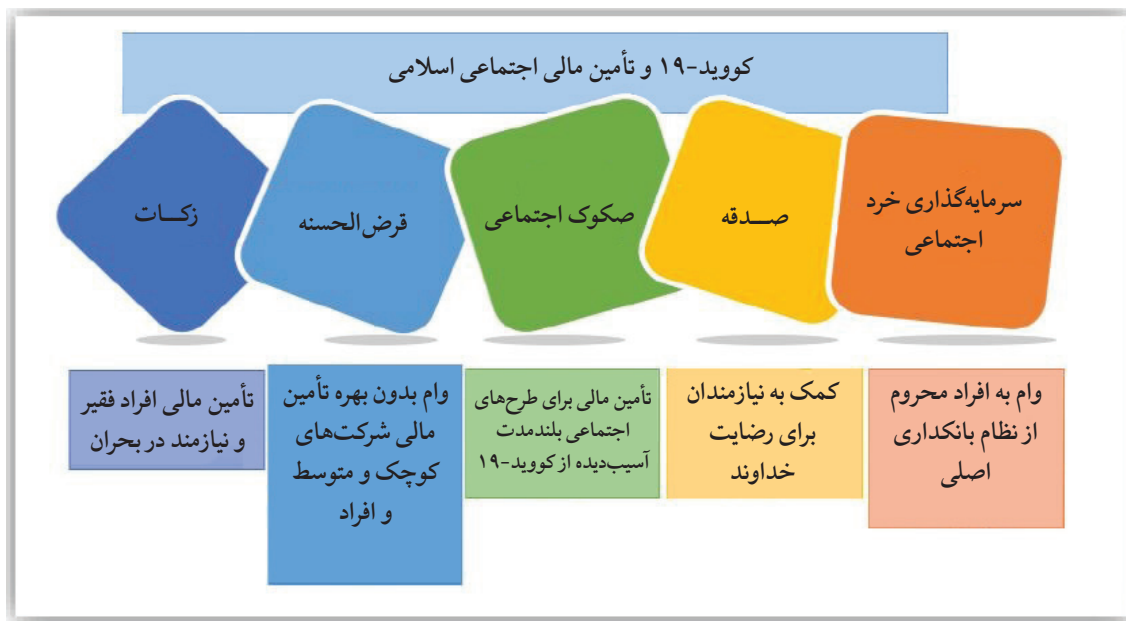 کووید-۱۹ و تأمین مالی اجتماعی اسلامی
سرمایه‌گذاری خرد
اجتماعی
صـــدقه
صکوک اجتماعی
قرض‌الحسنه
زکـــات
وام به افراد محروم
از نظام بانکداری
اصلی
کمک به نیازمندان
برای رضایت
خداوند
تأمین مالی برای طرح‌های
اجتماعی بلندمدت
آسیب‌دیده از کووید-۱۹
وام بدون بهره تأمین
مالی شرکت‌های
کوچک و متوسط
و افراد
تأمین مالی افراد فقیر
و نیازمند در بحران